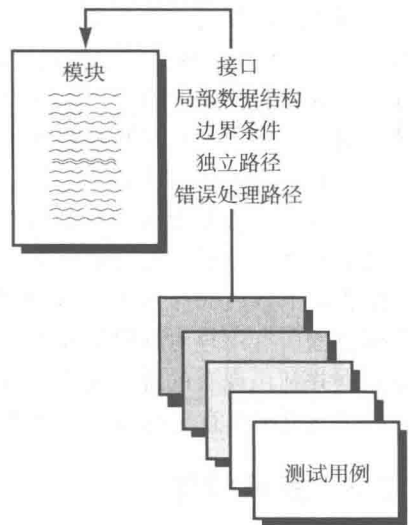 模块
接口
局部数据结构
边界条件
独立路径
错误处理路径
测试用例